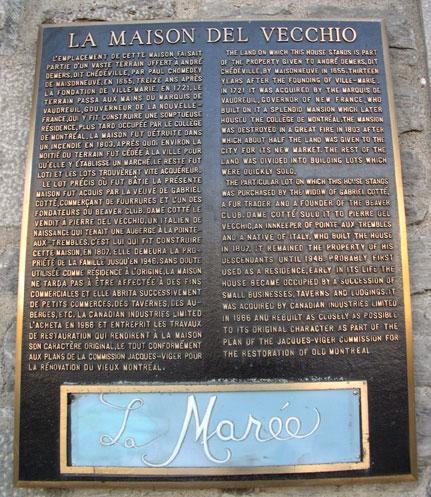 LA MAISON DEL VECCHIO
L'EMPLACEMENT DE CETTE MAISON FAISAIT
PARTIE D'UN VASTE TERRAIN OFFERT A ANDRÉ
DEMERS, DIT CHÉDEVILLE, PAR PAUL CHOMEDEY
DE MAISONNEUVE, EN 1655, TREIZE ANS APRÈS
LA FONDATION DE VILLE-MARIE. EN 1721, LE
TERRAIN PASSA AUX MAINS DU MARQUIS DE
VAUDREUIL, GOUVERNEUR DE LA NOUVELLE-
FRANCE, QUI Y FIT CONSTRUIRE UNE SOMPTUEUSE
RÉSIDENCE, PLUS TARD OCCUPÉE PAR LE COLLÈGE
DE MONTRÉAL. LA MAISON FUT DÉTRUITE DANS
UN INCENDIE EN 1803, APRÈS QUOI ENVIRON LA
MOITIÉ DU TERRAIN FUT CÉDÉE A LA VILLE POUR
QU'ELLE Y ÉTABLISSE UN MARCHÉ. LE RESTE FUT
LOTI ET LES LOTS TROUVÈRENT VITE ACQUÉREUR.
LE LOT PRÉCIS OÙ FUT BÂTIE LA PRÉSENTE
MAISON FUT ACQUIS PAR LA VEUVE DE GABRIEL
COTTÉ, COMMERÇANT DE FOURRURES ET L'UN DES
FONDATEURS DU BEAVER CLUB. DAME COTTÉ LE
VENDIT À PIERRE DEL VECCHIO, UN ITALIEN DE
NAISSANCE QUI TENAIT UNE AUBERGE À LA POINTE-
AUX-TREMBLES. C'EST LUI QUI FIT CONSTRUIRE
CETTE MAISON, EN 1807. ELLE DEMEURA LA PRO-
PRIÉTÉ DE LA FAMILLE JUSQU'EN 1946. SANS DOUTE
UTILISÉE COMME RÉSIDENCE À L'ORIGINE, LA MAISON
NE TARDA PAS À ÊTRE AFFECTÉE À DES FINS
COMMERCIALES ET ELLE ABRITA SUCCESSIVEMENT
DE PETITS COMMERCES, DES TAVERNES, DES AU-
BERGES, ETC. LA CANADIAN INDUSTRIES LIMITED
L'ACHETA EN 1966 ET ENTREPRIT LES TRAVAUX
DE RESTAURATION QUI RENDIRENT À LA MAISON
SON CARACTÈRE ORIGINAL, LE TOUT CONFORMÉMENT
AUX PLANS DE LA COMMISSION JACQUES-VIGER POUR
LA RÉNOVATION DU VIEUX MONTRÉAL.
THE LAND ON WHICH THIS HOUSE STANDS IS PART
OF THE PROPERTY GIVEN TO ANDRÉ DEMERS, DIT
CHÉDEVILLE, BY MAISONNEUVE IN 1655, THIRTEEN
YEARS AFTER THE FOUNDING OF VILLE-MARIE.
IN 1721 IT WAS ACQUIRED BY THE MARQUIS DE
VAUDREUIL, GOVERNOR OF NEW FRANCE, WHO
BUILT ON IT A SPLENDID MANSION WHICH LATER
HOUSED THE COLLEGE DE MONTRÉAL. THE MANSION
WAS DESTROYED IN A GREAT FIRE IN 1803 AFTER
WHICH ABOUT HALF THE LAND WAS GIVEN TO THE
CITY FOR ITS NEW MARKET. THE REST OF THE
LAND WAS DIVIDED INTO BUILDING LOTS, WHICH
WERE QUICKLY SOLD.
THE PARTICULAR LOT ON WHICH THIS HOUSE STANDS
WAS PURCHASED BY THE WIDOW OF GABRIEL COTTÉ,
A FUR TRADER AND A FOUNDER OF THE BEAVER
CLUB. DAME COTTÉ SOLD IT TO PIERRE DEL
VECCHIO, AN INNKEEPER OF POINTE-AUX-TREMBLES
AND A NATIVE OF ITALY, WHO BUILT THE HOUSE
IN 1807. IT REMAINED THE PROPERTY OF HIS
DESCENDANTS UNTIL 1946. PROBABLY FIRST
USED AS A RESIDENCE, EARLY IN ITS LIFE THE
HOUSE BECAME OCCUPIED BY A SUCCESSION OF
SMALL BUSINESSES, TAVERNS, AND LODGINGS. IT
WAS ACQUIRED BY CANADIAN INDUSTRIES LIMITED
IN 1966 AND REBUILT AS CLOSELY AS POSSIBLE
TO ITS ORIGINAL CHARACTER AS PART OF THE
PLAN OF THE JACQUES-VIGER COMMISSION FOR
THE RESTORATION OF OLD MONTREAL
La Marée